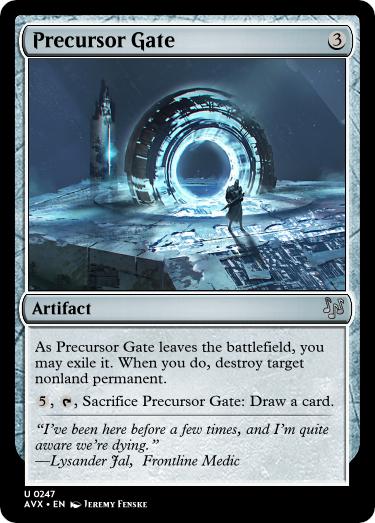 Precursor Gate 3
Artifact
As Precursor Gate leaves the battlefield, you
may exile it. When you do, destroy target
nonland permanent.
5, , Sacrifice Precursor Gate: Draw a card.
“I’ve been here before a few times, and I’m quite
aware we’re dying.”
—Lysander Jal, Frontline Medic
U 0247
AVX • EN Jeremy Fenske